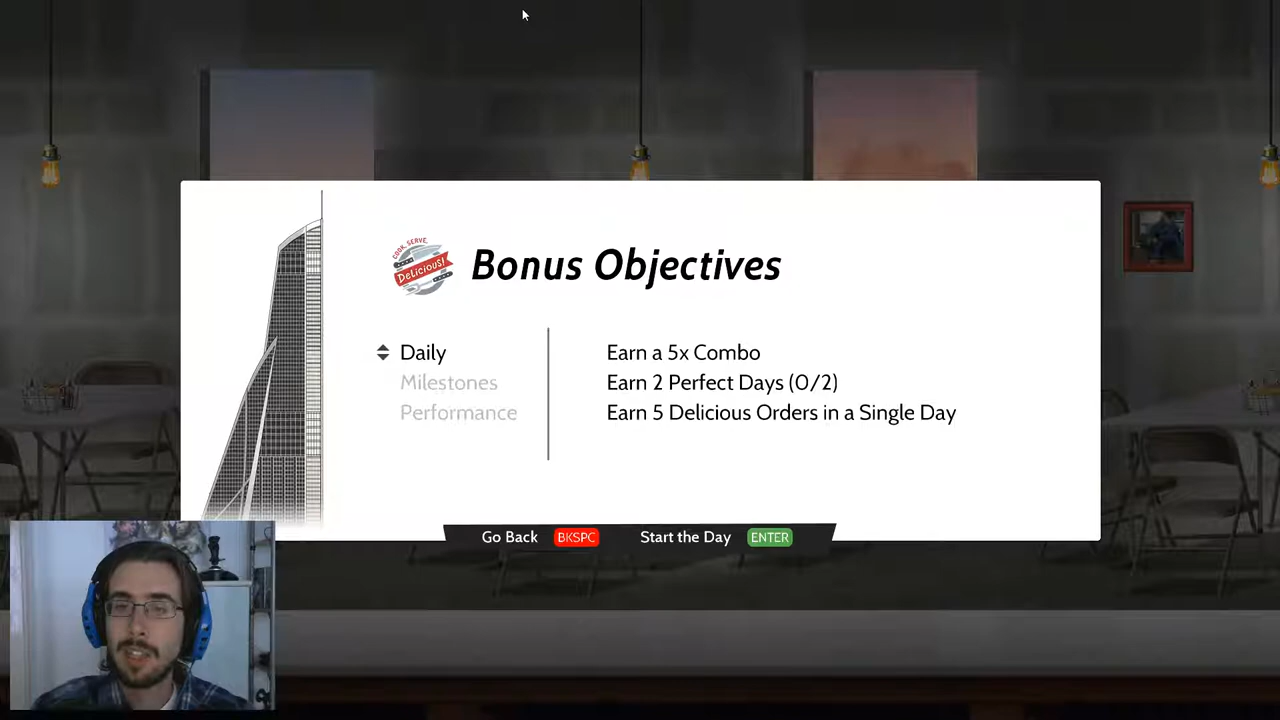 COOK, SERVE,
DELICIOUS!
Bonus Objectives
Daily
Milestones
Performance
Earn a 5x Combo
Earn 2 Perfect Days (0/2)
Earn 5 Delicious Orders in a Single Day
Go Back BKSPC Start the Day ENTER